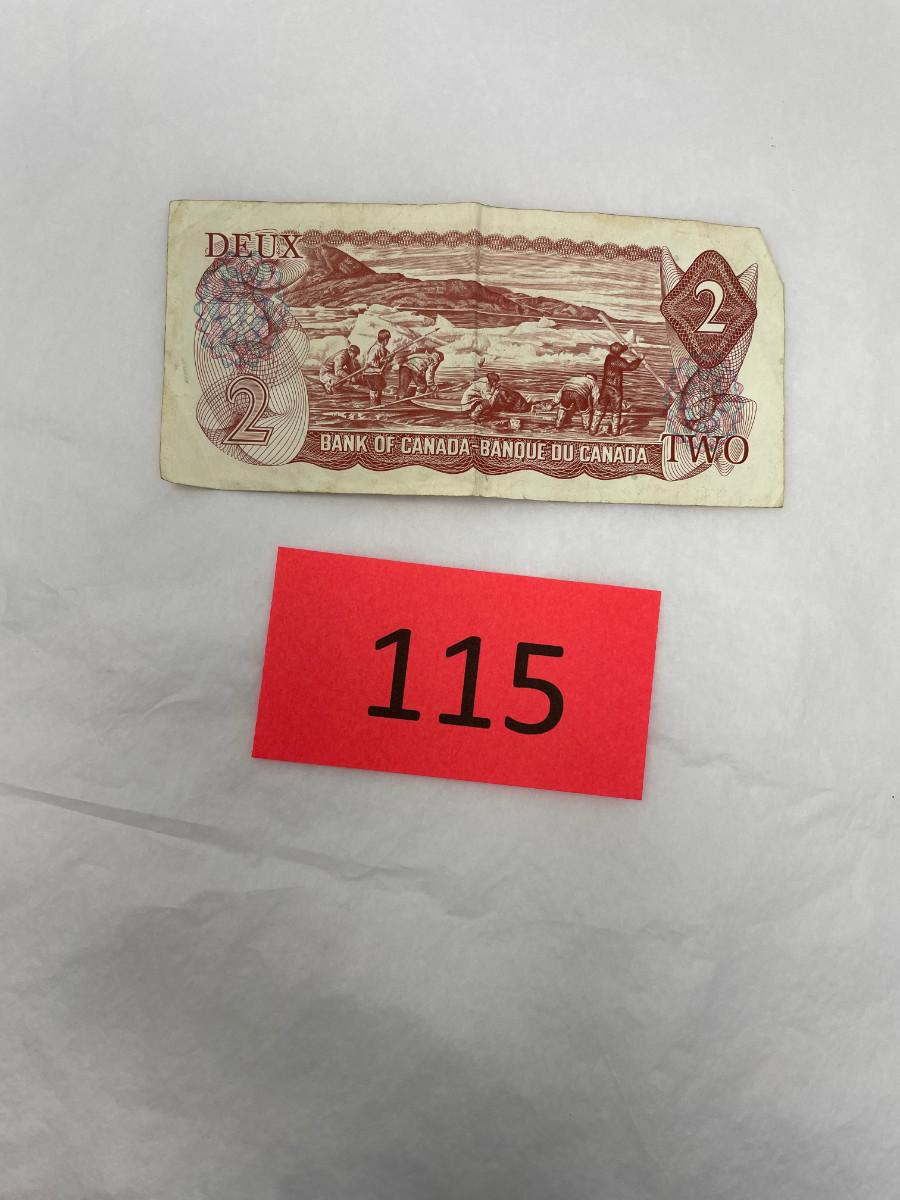 DEUX
2
2
BANK OF CANADA-BANQUE DU CANADA
TWO
115